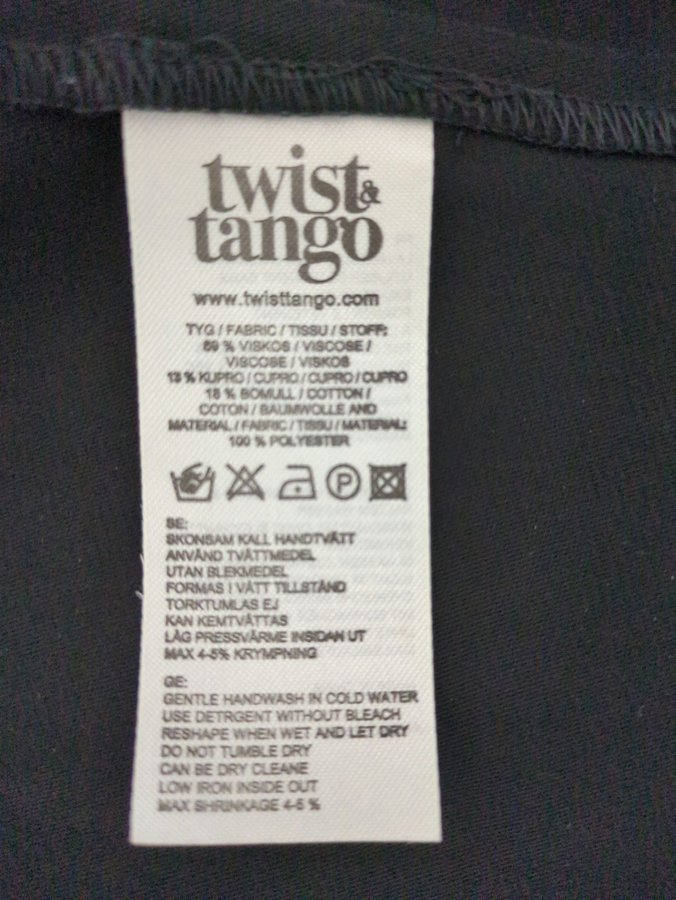 twist &
tango
www.twisttango.com
TYG / FABRIC / TISSU / STOFF:
69 % VISKOS / VISCOSE /
VISCOSE / VISKOS
13 % KUPRO / CUPRO / CUPRO / CUPRO
18 % BOMULL / COTTON /
COTON / BAUMWOLLE AND
MATERIAL / FABRIC / TISSU / MATERIAL:
100 % POLYESTER
P
SE:
SKONSAM KALL HANDTVÄTT
ANVÄND TVÄTTMEDEL
UTAN BLEKMEDEL
FORMAS I VÅTT TILLSTÅND
TORKTUMLAS EJ
KAN KEMTVÄTTAS
LÅG PRESSVÄRME INSIDAN UT
MAX 4-5% KRYMPNING
GE:
GENTLE HANDWASH IN COLD WATER
USE DETRGENT WITHOUT BLEACH
RESHAPE WHEN WET AND LET DRY
DO NOT TUMBLE DRY
CAN BE DRY CLEANE
LOW IRON INSIDE OUT
MAX SHRINKAGE 4-5 %